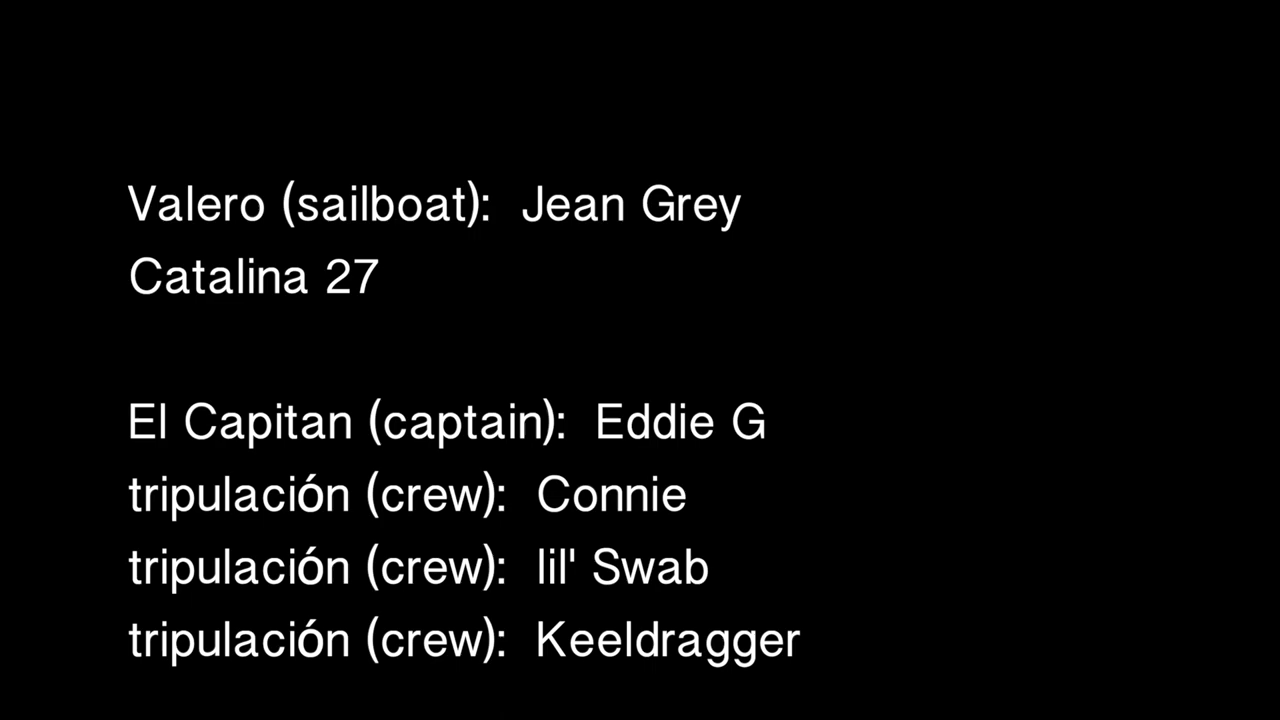 Valero (sailboat):  Jean Grey
Catalina 27
El Capitan (captain):  Eddie G
tripulación (crew):  Connie
tripulación (crew):  lil' Swab
tripulación (crew):  Keeldragger